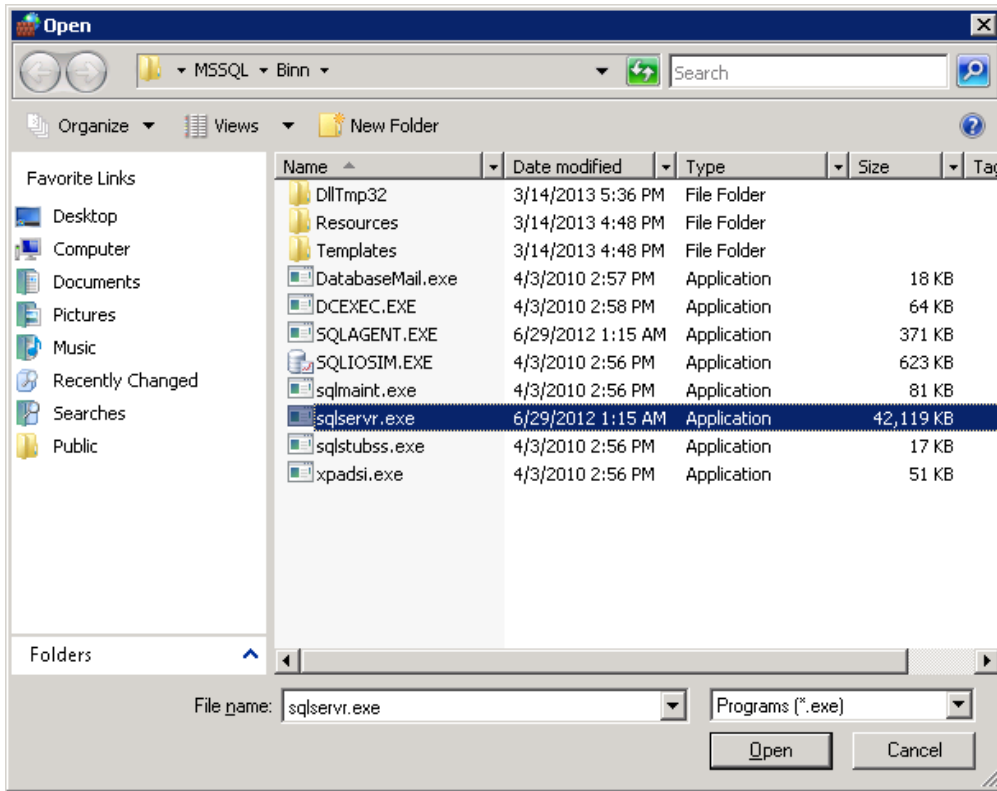 Open
MSSQL Binn
Search
Organize Views New Folder
Favorite Links
Desktop
Computer
Documents
Pictures
Music
Recently Changed
Searches
Public
Folders
Name Date modified Type Size Tag
DllTmp32 3/14/2013 5:36 PM File Folder
Resources 3/14/2013 4:48 PM File Folder
Templates 3/14/2013 4:48 PM File Folder
DatabaseMail.exe 4/3/2010 2:57 PM Application 18 KB
DCEXEC.EXE 4/3/2010 2:58 PM Application 64 KB
SQLAGENT.EXE 6/29/2012 1:15 AM Application 371 KB
SQLIOSIM.EXE 4/3/2010 2:56 PM Application 623 KB
sqlmaint.exe 4/3/2010 2:56 PM Application 81 KB
sqlservr.exe 6/29/2012 1:15 AM Application 42,119 KB
sqlstubss.exe 4/3/2010 2:56 PM Application 17 KB
xpadsi.exe 4/3/2010 2:56 PM Application 51 KB
File name: sqlservr.exe Programs (*.exe)
Open Cancel